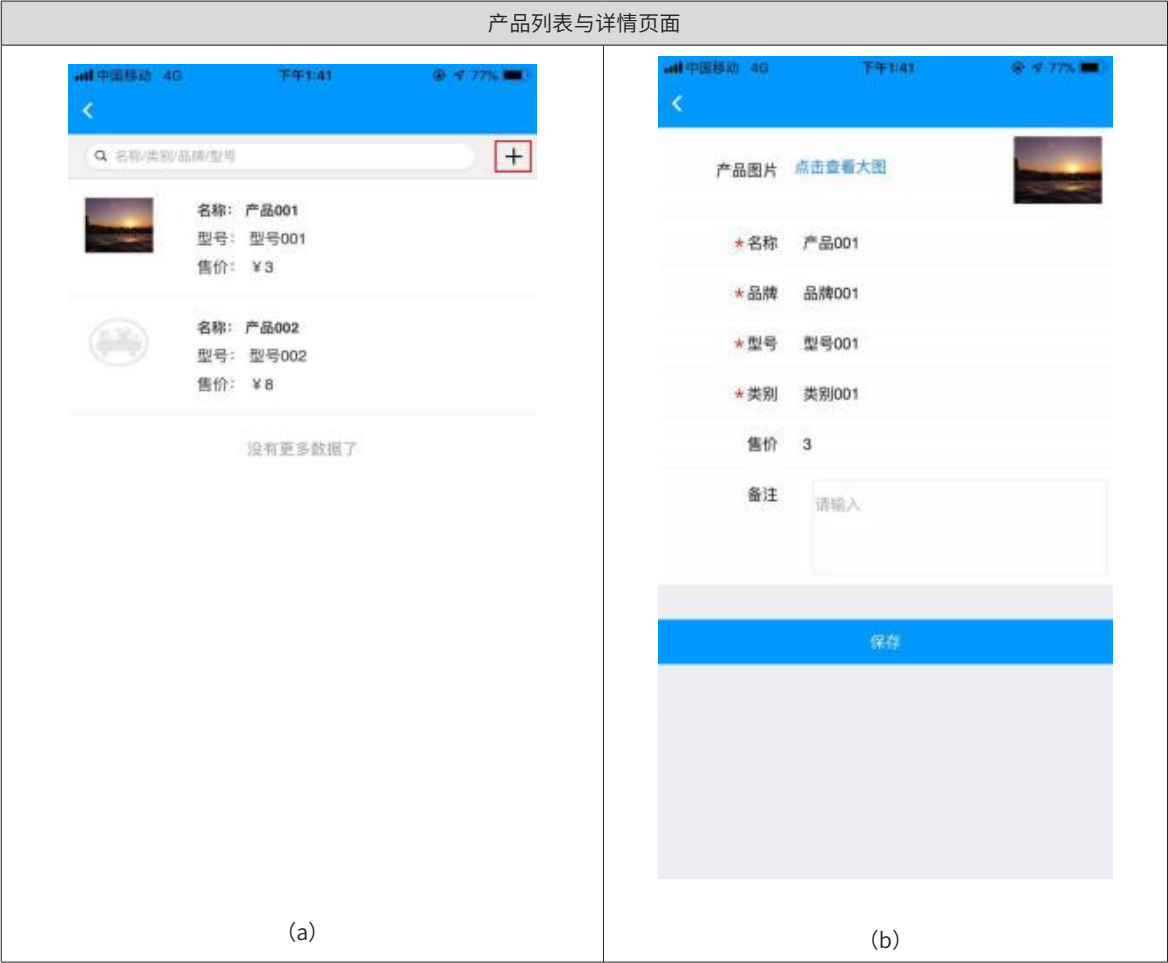 产品列表与详情页面
中国移动 4G 下午1:41 77%
名称/类别/品牌/型号 +
名称: 产品001
型号: 型号001
售价: ¥3
名称: 产品002
型号: 型号002
售价: ¥8
没有更多数据了
(a)
中国移动 4G 下午1:41 77%
产品图片 点击查看大图
*名称 产品001
*品牌 品牌001
*型号 型号001
*类别 类别001
售价 3
备注 请输入
保存
(b)